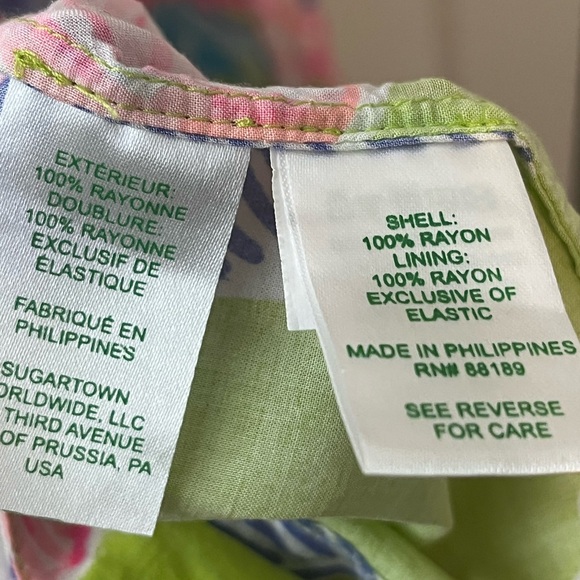 EXTÉRIEUR:
100% RAYONNE
DOUBLURE:
100% RAYONNE
EXCLUSIF DE
ÉLASTIQUE
FABRIQUÉ EN
PHILIPPINES
SUGARTOWN
ORLDWIDE, LLC
THIRD AVENUE
OF PRUSSIA, PA
USA
SHELL:
100% RAYON
LINING:
100% RAYON
EXCLUSIVE OF
ELASTIC
MADE IN PHILIPPINES
RN# 88189
SEE REVERSE
FOR CARE